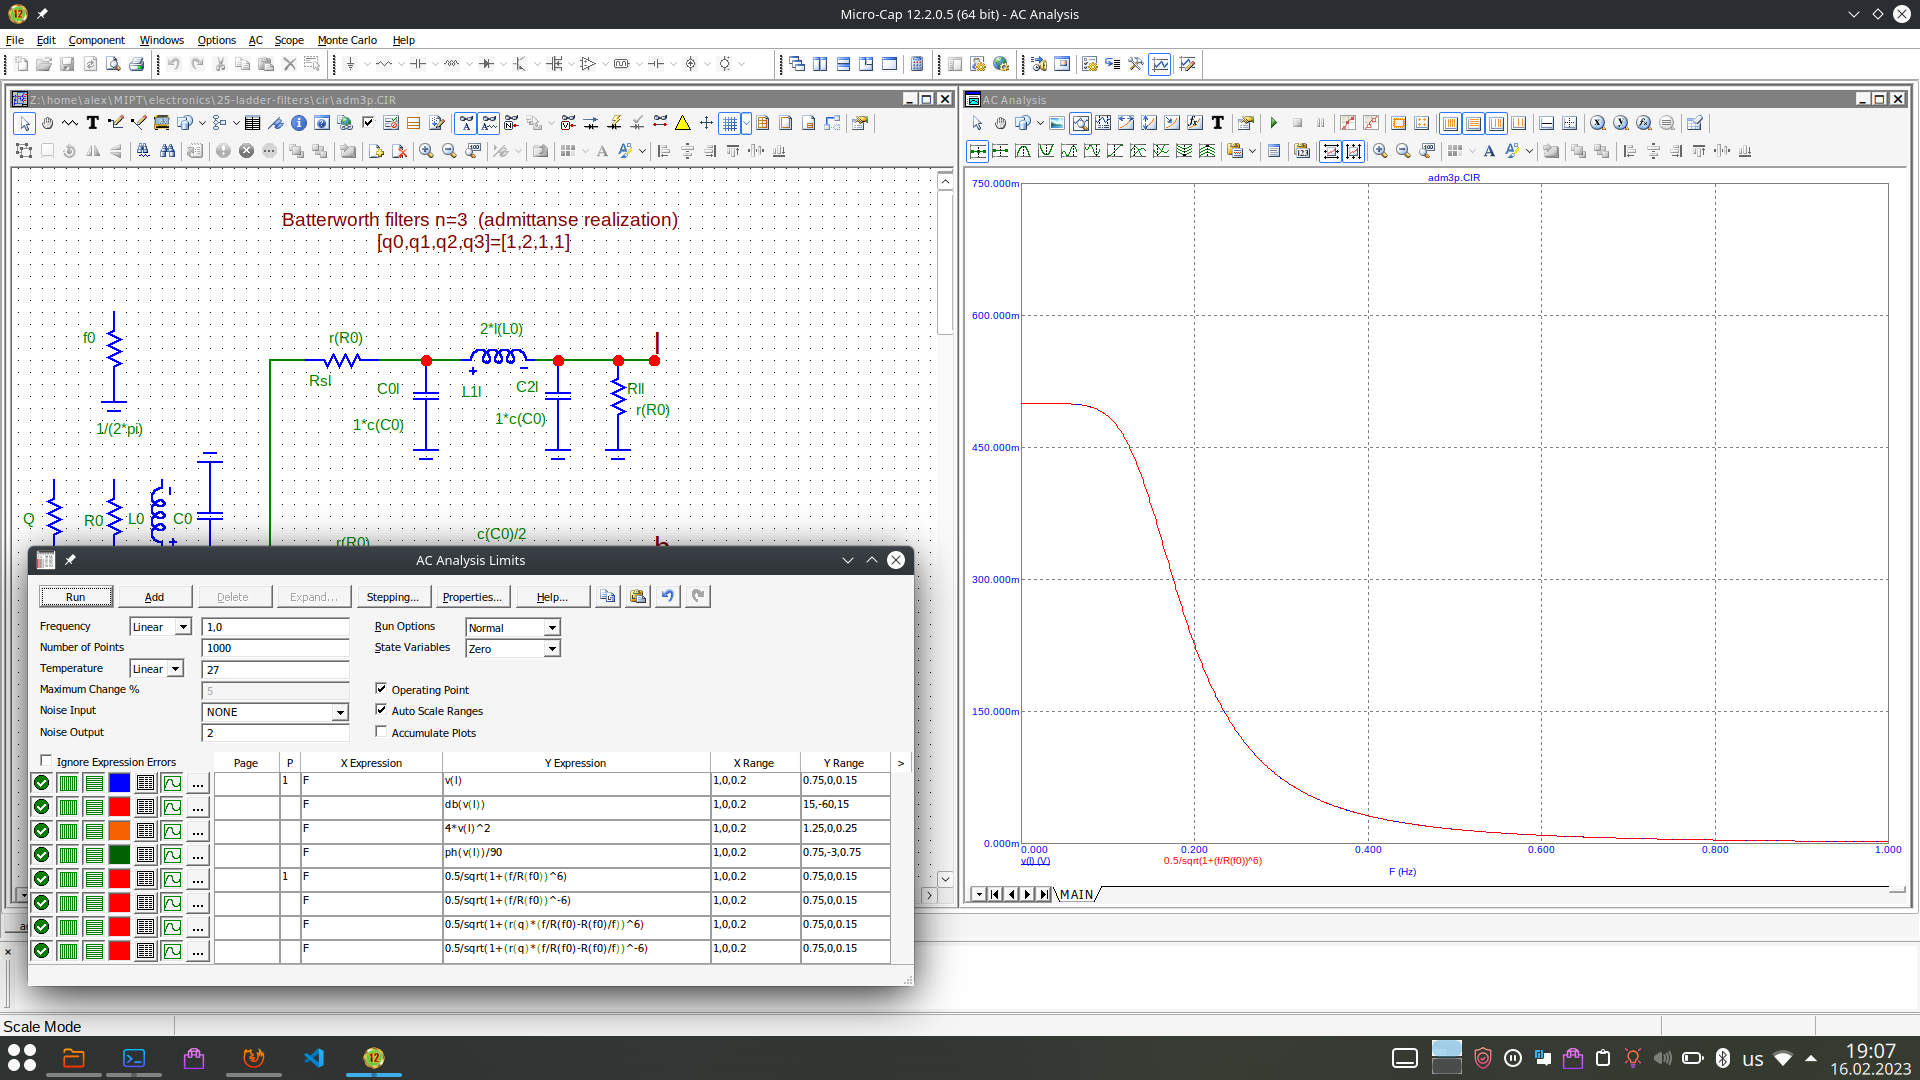 Micro-Cap 12.2.0.5 (64 bit) - AC Analysis
File Edit Component Windows Options AC Scope Monte Carlo Help
Z:\home\alex\MIPT\electronics\25-ladder-filters\cir\adm3p.CIR
Batterworth filters n=3 (admittanse realization)
[q0,q1,q2,q3]=[1,2,1,1]
f0
1/(2*pi)
r(R0)
Rsl
2*l(L0)
C0l
L1l
C2l
Rll
r(R0)
1*c(C0)
1*c(C0)
l
Q
R0
L0
C0
r(R0)
c(C0)/2
AC Analysis Limits
Run Add Delete Expand... Stepping... Properties... Help...
Frequency Linear 1,0 Run Options Normal
Number of Points 1000 State Variables Zero
Temperature Linear 27
Maximum Change % 5 Operating Point
Noise Input NONE Auto Scale Ranges
Noise Output 2 Accumulate Plots
Ignore Expression Errors Page P X Expression Y Expression X Range Y Range >
... 1 F v(l) 1,0,0.2 0.75,0,0.15
... F db(v(l)) 1,0,0.2 15,-60,15
... F 4*v(l)^2 1,0,0.2 1.25,0,0.25
... F ph(v(l))/90 1,0,0.2 0.75,-3,0.75
... 1 F 0.5/sqrt(1+(f/R(f0))^6) 1,0,0.2 0.75,0,0.15
... F 0.5/sqrt(1+(f/R(f0))^-6) 1,0,0.2 0.75,0,0.15
... F 0.5/sqrt(1+(r(q)*(f/R(f0)-R(f0)/f))^6) 1,0,0.2 0.75,0,0.15
... F 0.5/sqrt(1+(r(q)*(f/R(f0)-R(f0)/f))^-6) 1,0,0.2 0.75,0,0.15
AC Analysis
adm3p.CIR
750.000m
600.000m
450.000m
300.000m
150.000m
0.000m
0.000 0.200 0.400 0.600 0.800 1.000
v(l) (V) 0.5/sqrt(1+(f/R(f0))^6)
F (Hz)
MAIN
Scale Mode
12
us
19:07
16.02.2023